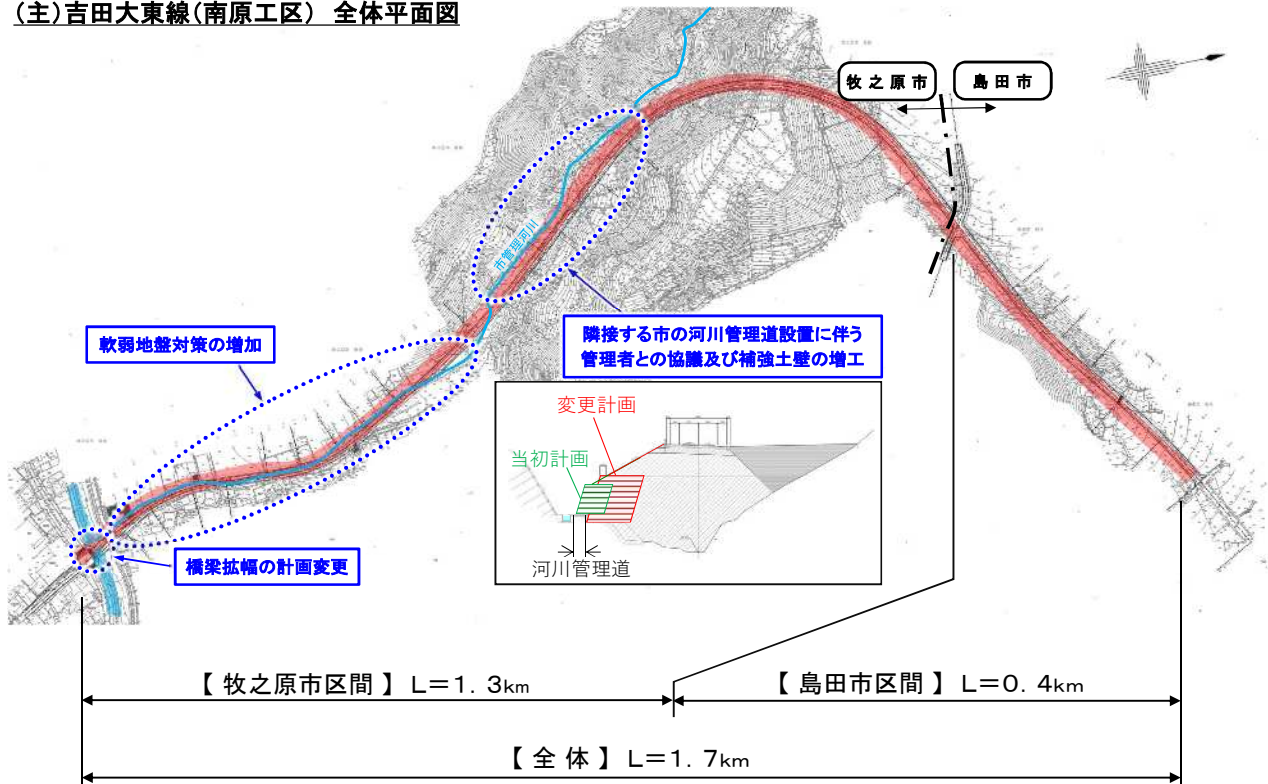 (主)吉田大東線(南原工区) 全体平面図
牧之原市
島田市
市管理河川
軟弱地盤対策の増加
隣接する市の河川管理道設置に伴う
管理者との協議及び補強土壁の増工
変更計画
当初計画
河川管理道
橋梁拡幅の計画変更
【牧之原市区間】L=1.3km
【島田市区間】L=0.4km
【全体】L=1.7km